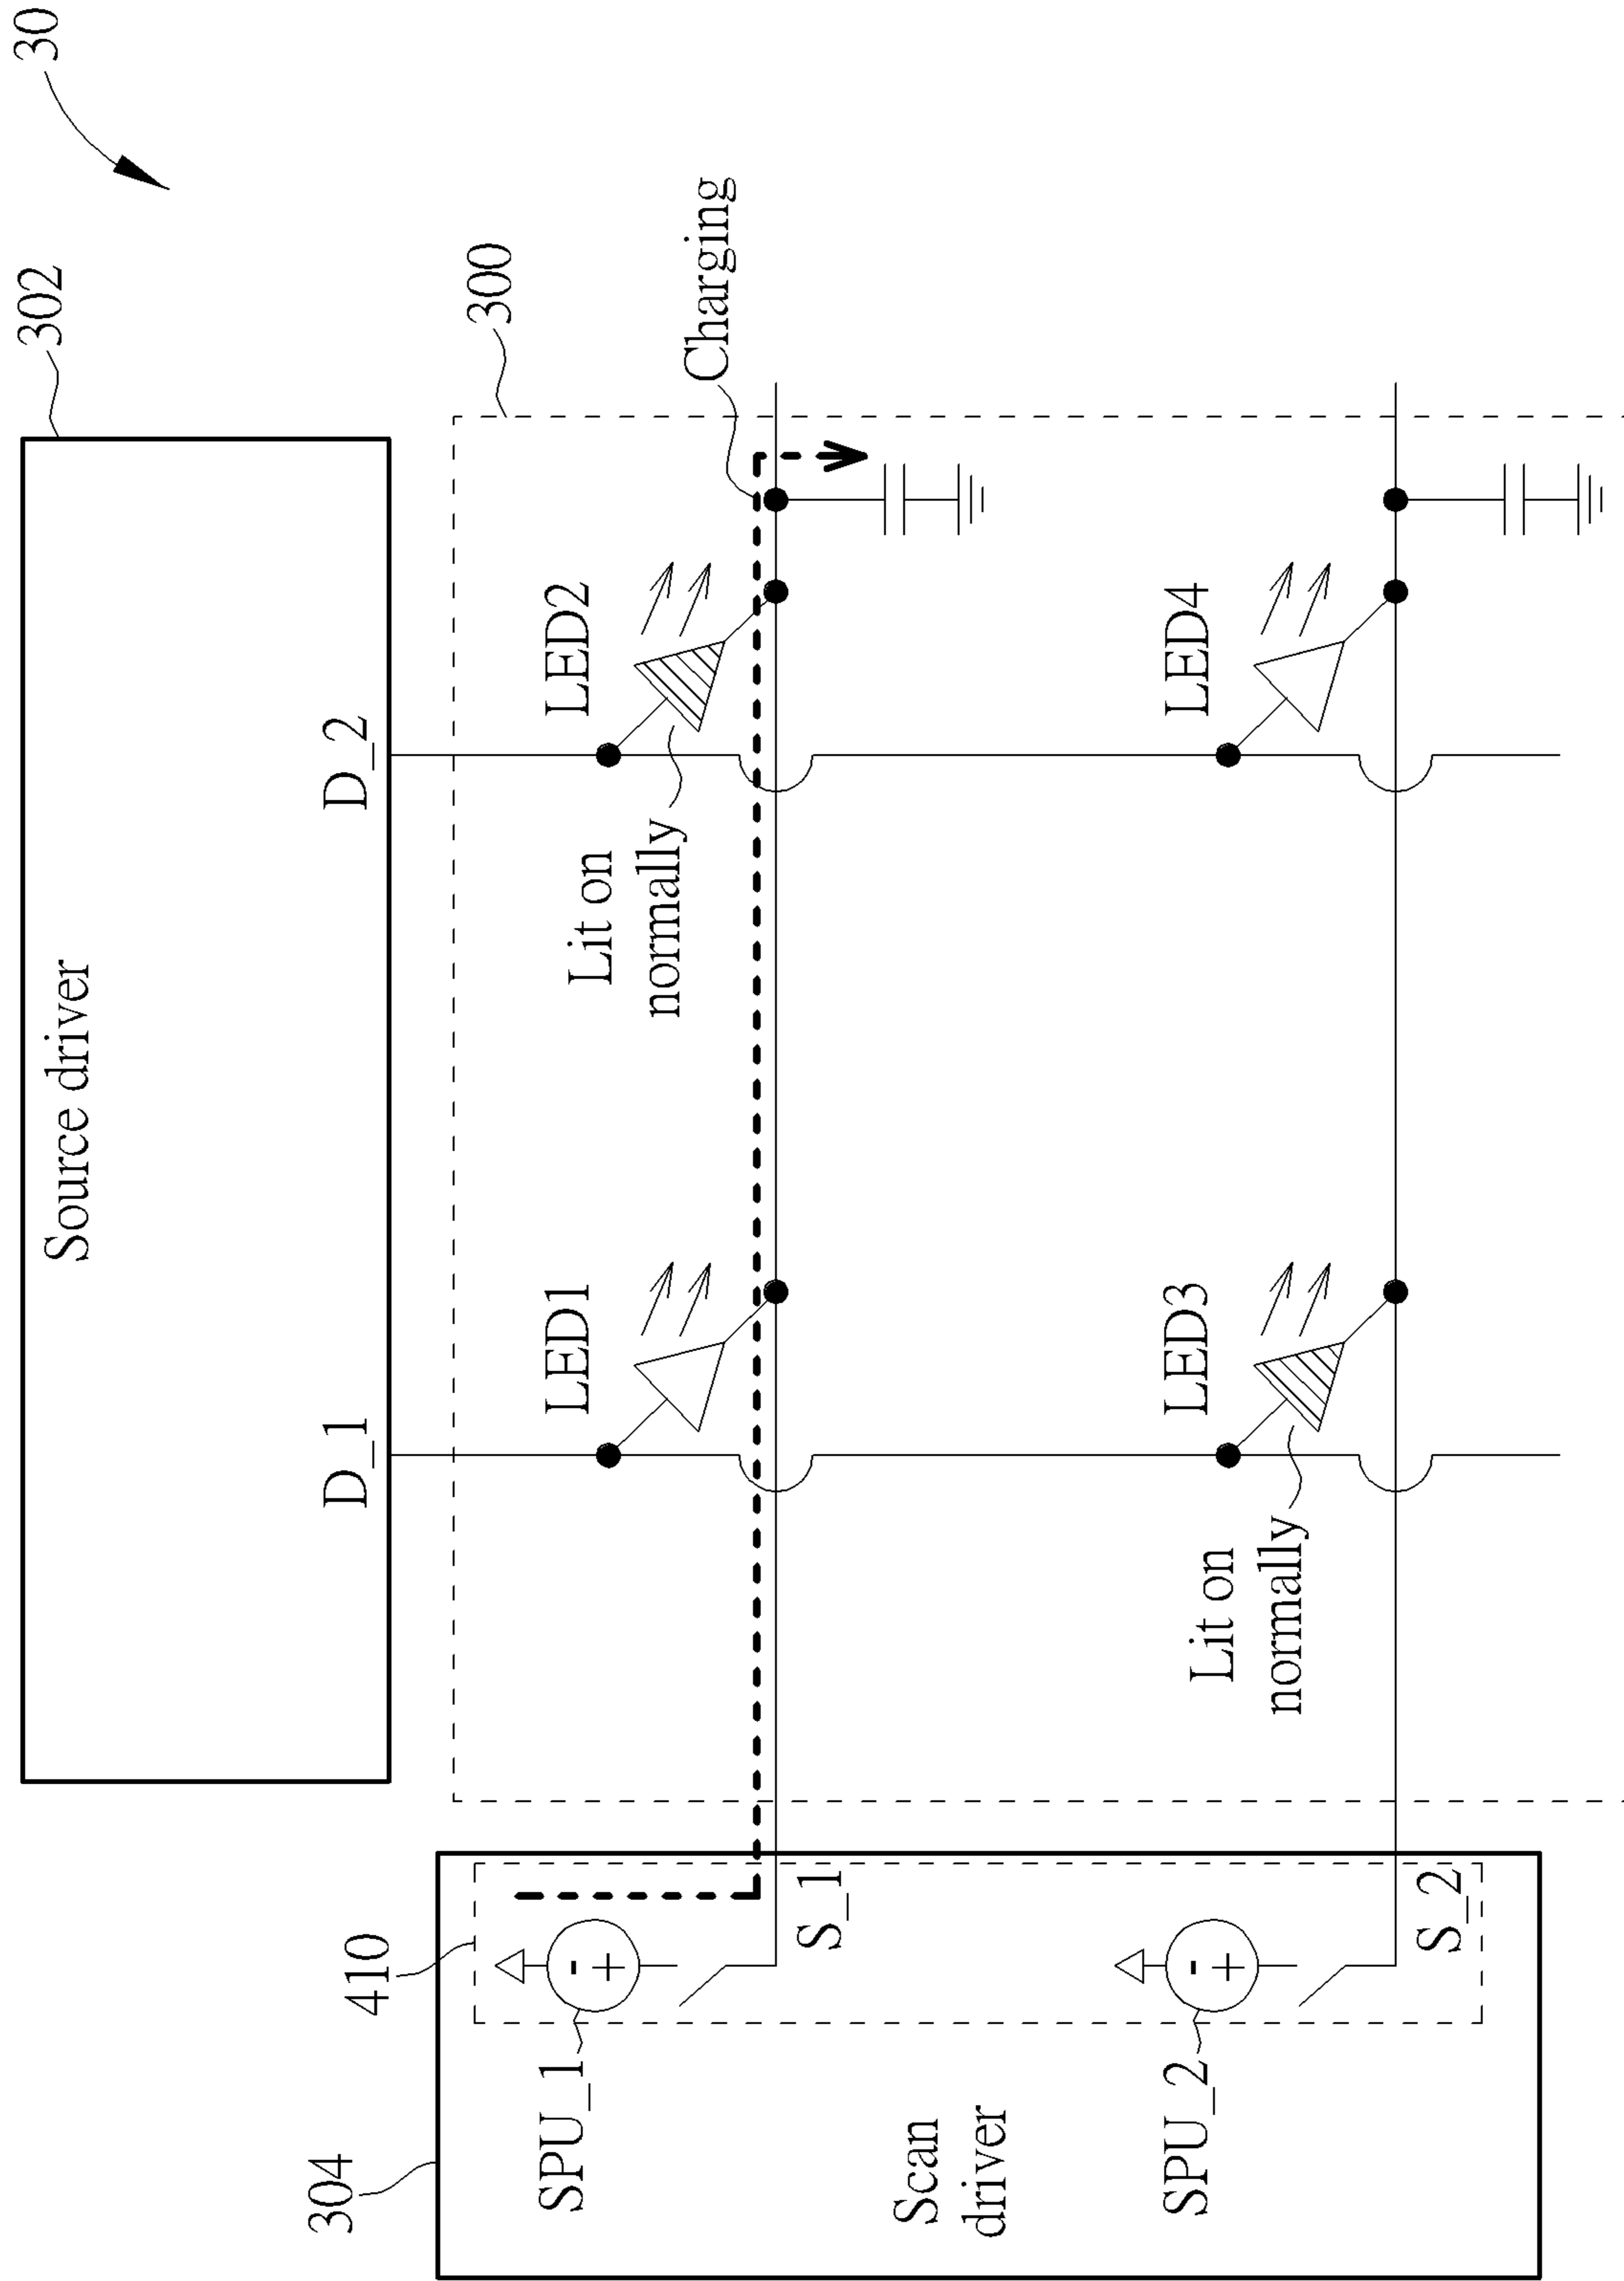 30
302
Source driver
D_1
D_2
300
304
410
SPU_1
LED1
LED2
Charging
Lit on
normally
S_1
Scan
driver
SPU_2
LED3
LED4
Lit on
normally
S_2